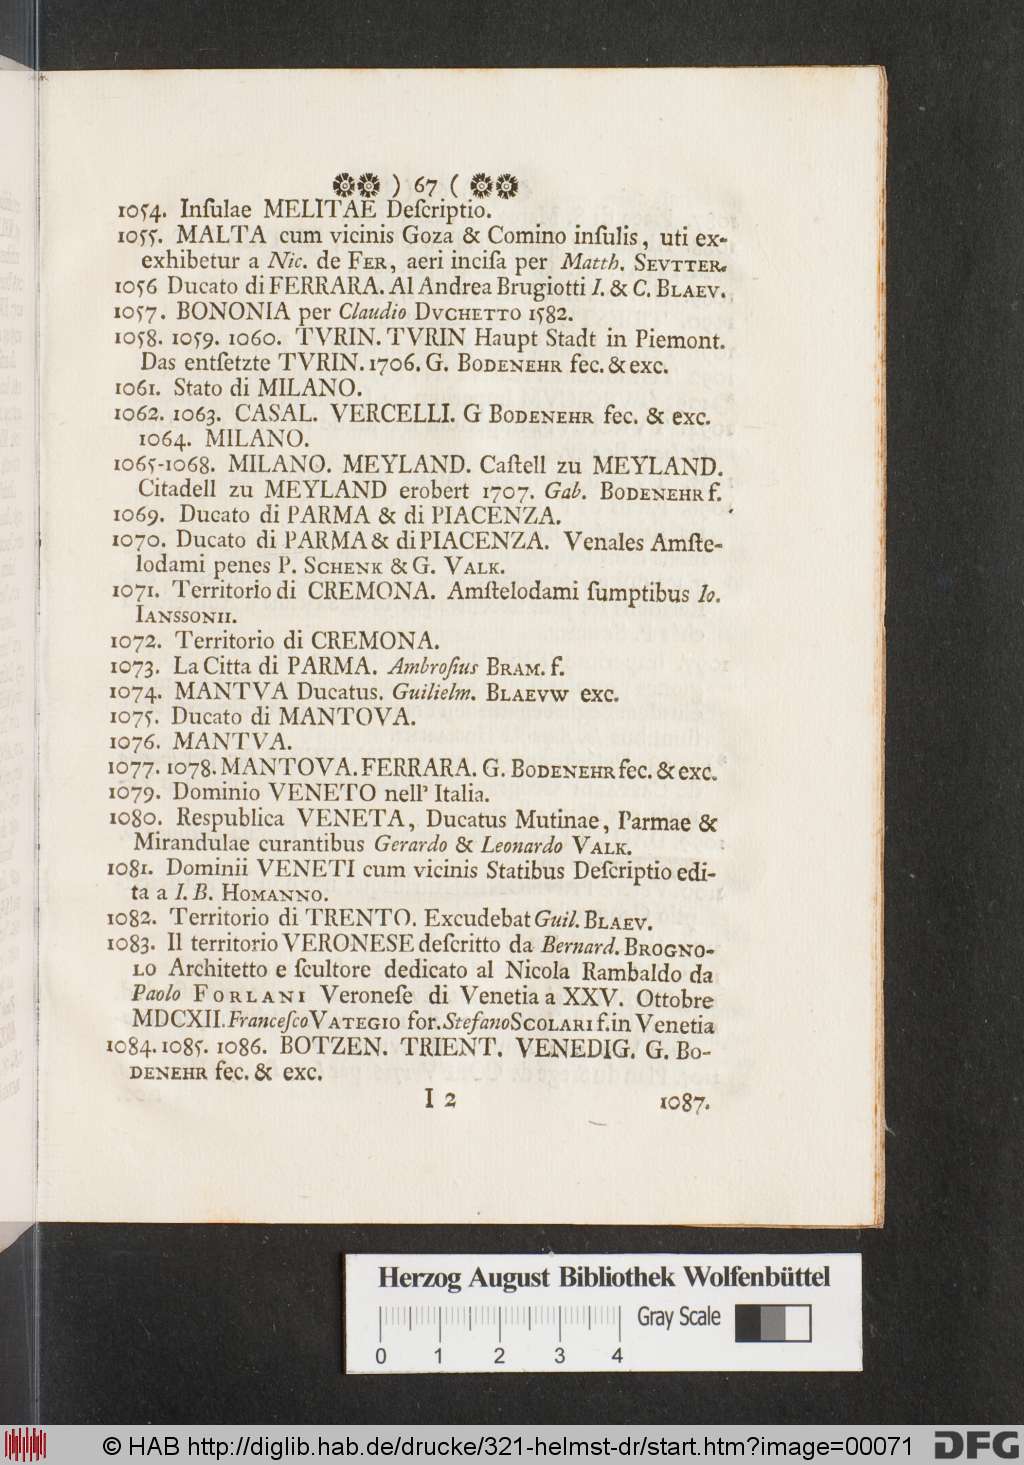 ) 67 (
1054. Inſulae MELITAE Deſcriptio.
1055. MALTA cum vicinis Goza & Comino inſulis, uti ex-
exhibetur a Nic. de FER, aeri inciſa per Matth. SEVTTER.
1056 Ducato di FERRARA. Al Andrea Brugiotti I. & C. BLAEV.
1057. BONONIA per Claudio DVCHETTO 1582.
1058. 1059. 1060. TVRIN. TVRIN Haupt Stadt in Piemont.
Das entſetzte TVRIN. 1706. G. BODENEHR fec. & exc.
1061. Stato di MILANO.
1062. 1063. CASAL. VERCELLI. G BODENEHR fec. & exc.
1064. MILANO.
1065-1068. MILANO. MEYLAND. Caſtell zu MEYLAND.
Citadell zu MEYLAND erobert 1707. Gab. BODENEHR f.
1069. Ducato di PARMA & di PIACENZA.
1070. Ducato di PARMA & di PIACENZA. Venales Amſte-
lodami penes P. SCHENK & G. VALK.
1071. Territorio di CREMONA. Amſtelodami ſumptibus Io.
IANSSONII.
1072. Territorio di CREMONA.
1073. La Citta di PARMA. Ambroſius BRAM. f.
1074. MANTVA Ducatus. Guilielm. BLAEVW exc.
1075. Ducato di MANTOVA.
1076. MANTVA.
1077. 1078. MANTOVA. FERRARA. G. BODENEHR fec. & exc.
1079. Dominio VENETO nell' Italia.
1080. Respublica VENETA, Ducatus Mutinae, Parmae &
Mirandulae curantibus Gerardo & Leonardo VALK.
1081. Dominii VENETI cum vicinis Statibus Deſcriptio edi-
ta a I. B. HOMANNO.
1082. Territorio di TRENTO. Excudebat Guil. BLAEV.
1083. Il territorio VERONESE deſcritto da Bernard. BROGNO-
LO Architetto e ſcultore dedicato al Nicola Rambaldo da
Paolo FORLANI Veroneſe di Venetia a XXV. Ottobre
MDCXII. Franceſco VATEGIO for. Stefano SCOLARI f. in Venetia
1084. 1085. 1086. BOTZEN. TRIENT. VENEDIG. G. BO-
DENEHR fec. & exc.
I 2 1087.
Herzog August Bibliothek Wolfenbüttel
Gray Scale
0 1 2 3 4
© HAB http://diglib.hab.de/drucke/321-helmst-dr/start.htm?image=00071
DFG